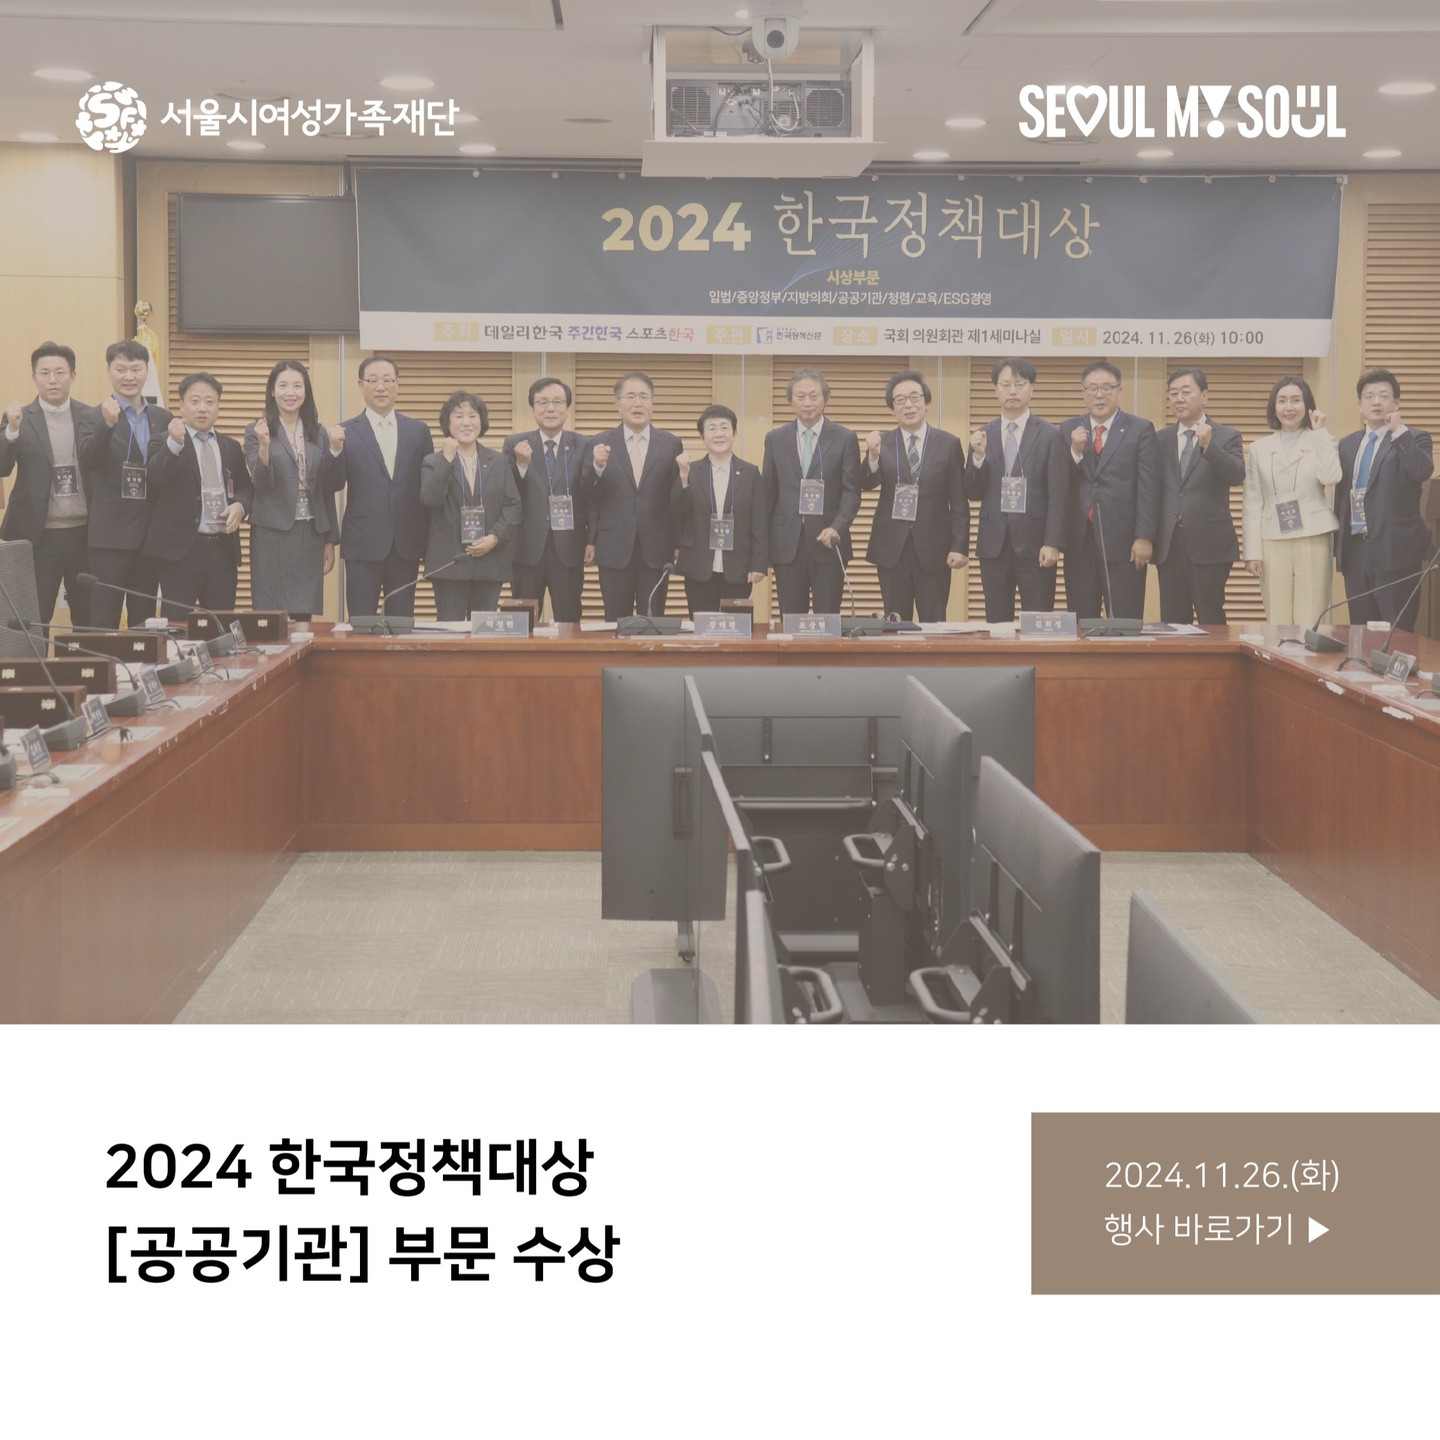 서울시여성가족재단
SEOUL MY SOUL
2024 한국정책대상
시상부문
입법/중앙정부/지방의회/공공기관/청렴/교육/ESG경영
주최 데일리한국 주간한국 스포츠한국 주관 한국정책신문 장소 국회 의원회관 제1세미나실 일시 2024. 11. 26(화) 10:00
2024 한국정책대상
[공공기관] 부문 수상
2024.11.26.(화)
행사 바로가기 ▶